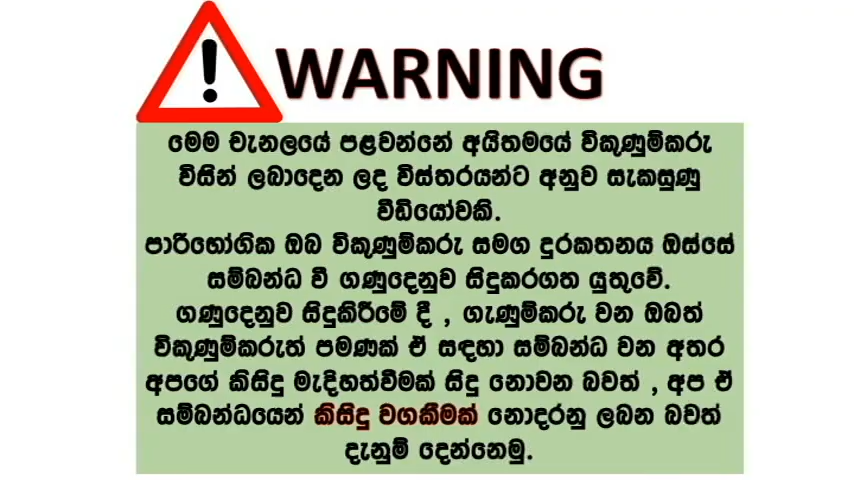 WARNING
මෙම චැනලයේ පළවන්නේ අයිතමයේ විකුණුම්කරු
විසින් ලබාදෙන ලද විස්තරයන්ට අනුව සැකසුණු
වීඩියෝවකි.
පාරිභෝගික ඔබ විකුණුම්කරු සමග දුරකතනය ඔස්සේ
සම්බන්ධ වී ගණුදෙනුව සිදුකරගත යුතුවේ.
ගණුදෙනුව සිදුකිරීමේ දී , ගැණුම්කරු වන ඔබත්
විකුණුම්කරුත් පමණක් ඒ සඳහා සම්බන්ධ වන අතර
අපගේ කිසිදු මැදිහත්වීමක් සිදු නොවන බවත් , අප ඒ
සම්බන්ධයෙන් කිසිදු වගකීමක් නොදරනු ලබන බවත්
දැනුම් දෙන්නෙමු.